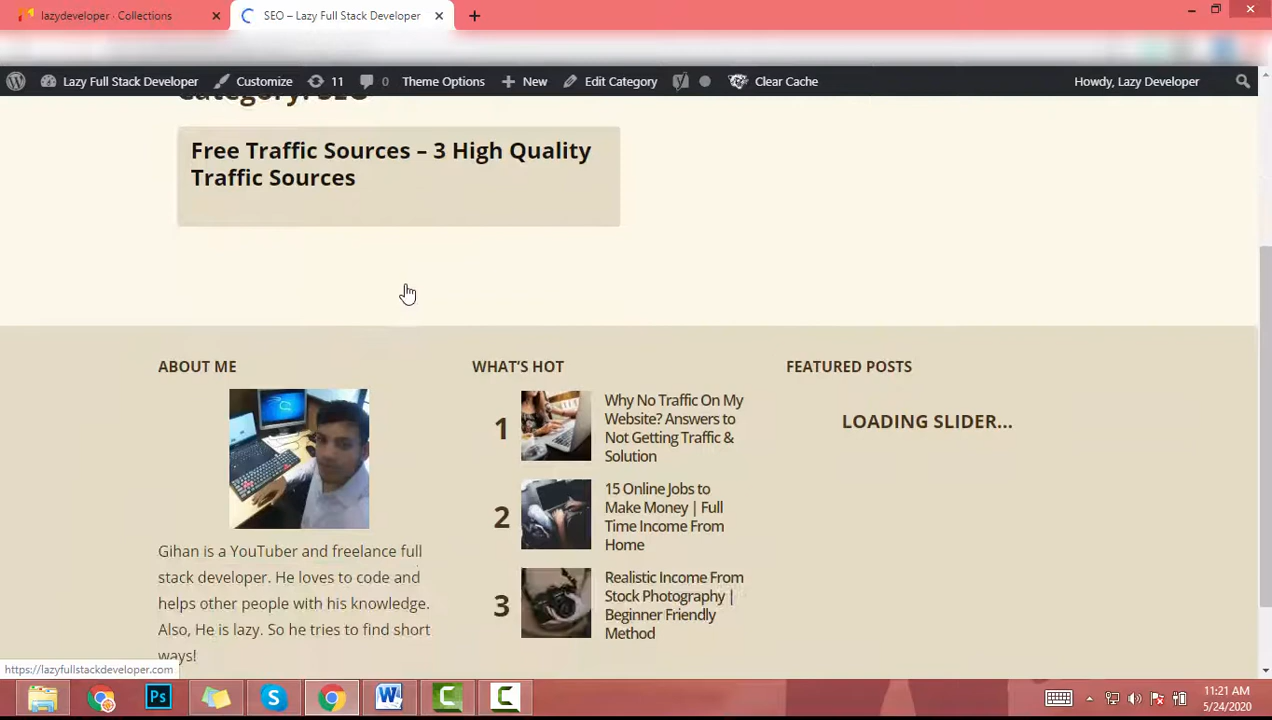 lazydeveloper · Collections
SEO – Lazy Full Stack Developer
Lazy Full Stack Developer
Customize
11
0
Theme Options
New
Edit Category
Clear Cache
Howdy, Lazy Developer
Category: SEO
Free Traffic Sources – 3 High Quality
Traffic Sources
ABOUT ME
Gihan is a YouTuber and freelance full
stack developer. He loves to code and
helps other people with his knowledge.
Also, He is lazy. So he tries to find short
ways!
WHAT'S HOT
1
Why No Traffic On My
Website? Answers to
Not Getting Traffic &
Solution
2
15 Online Jobs to
Make Money | Full
Time Income From
Home
3
Realistic Income From
Stock Photography |
Beginner Friendly
Method
FEATURED POSTS
LOADING SLIDER...
https://lazyfullstackdeveloper.com
Ps
11:21 AM
5/24/2020